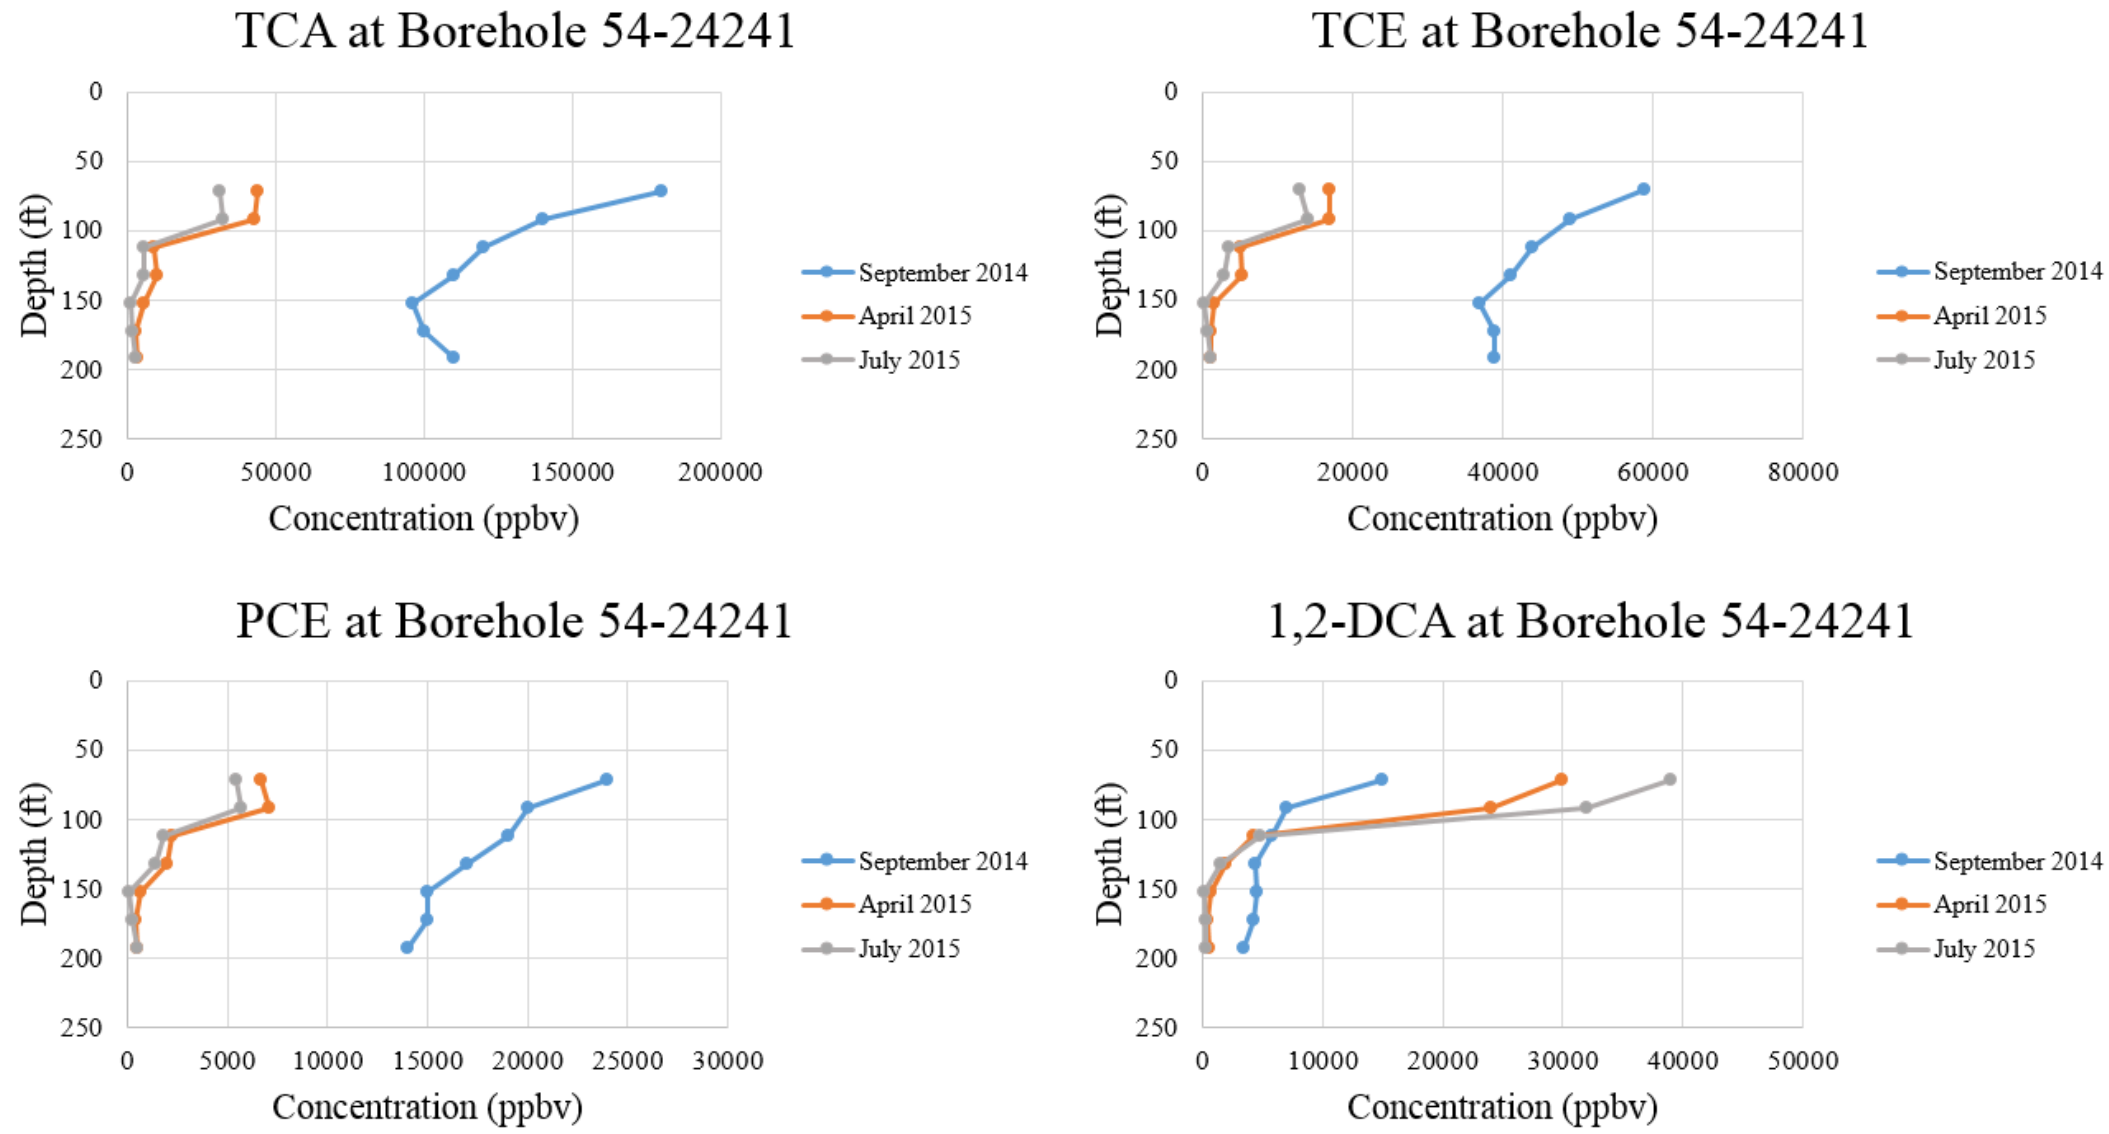 TCA at Borehole 54-24241
0
50
100
150
200
250
Depth (ft)
0 50000 100000 150000 200000
Concentration (ppbv)
September 2014
April 2015
July 2015
TCE at Borehole 54-24241
0
50
100
150
200
250
Depth (ft)
0 20000 40000 60000 80000
Concentration (ppbv)
September 2014
April 2015
July 2015
PCE at Borehole 54-24241
0
50
100
150
200
250
Depth (ft)
0 5000 10000 15000 20000 25000 30000
Concentration (ppbv)
September 2014
April 2015
July 2015
1,2-DCA at Borehole 54-24241
0
50
100
150
200
250
Depth (ft)
0 10000 20000 30000 40000 50000
Concentration (ppbv)
September 2014
April 2015
July 2015